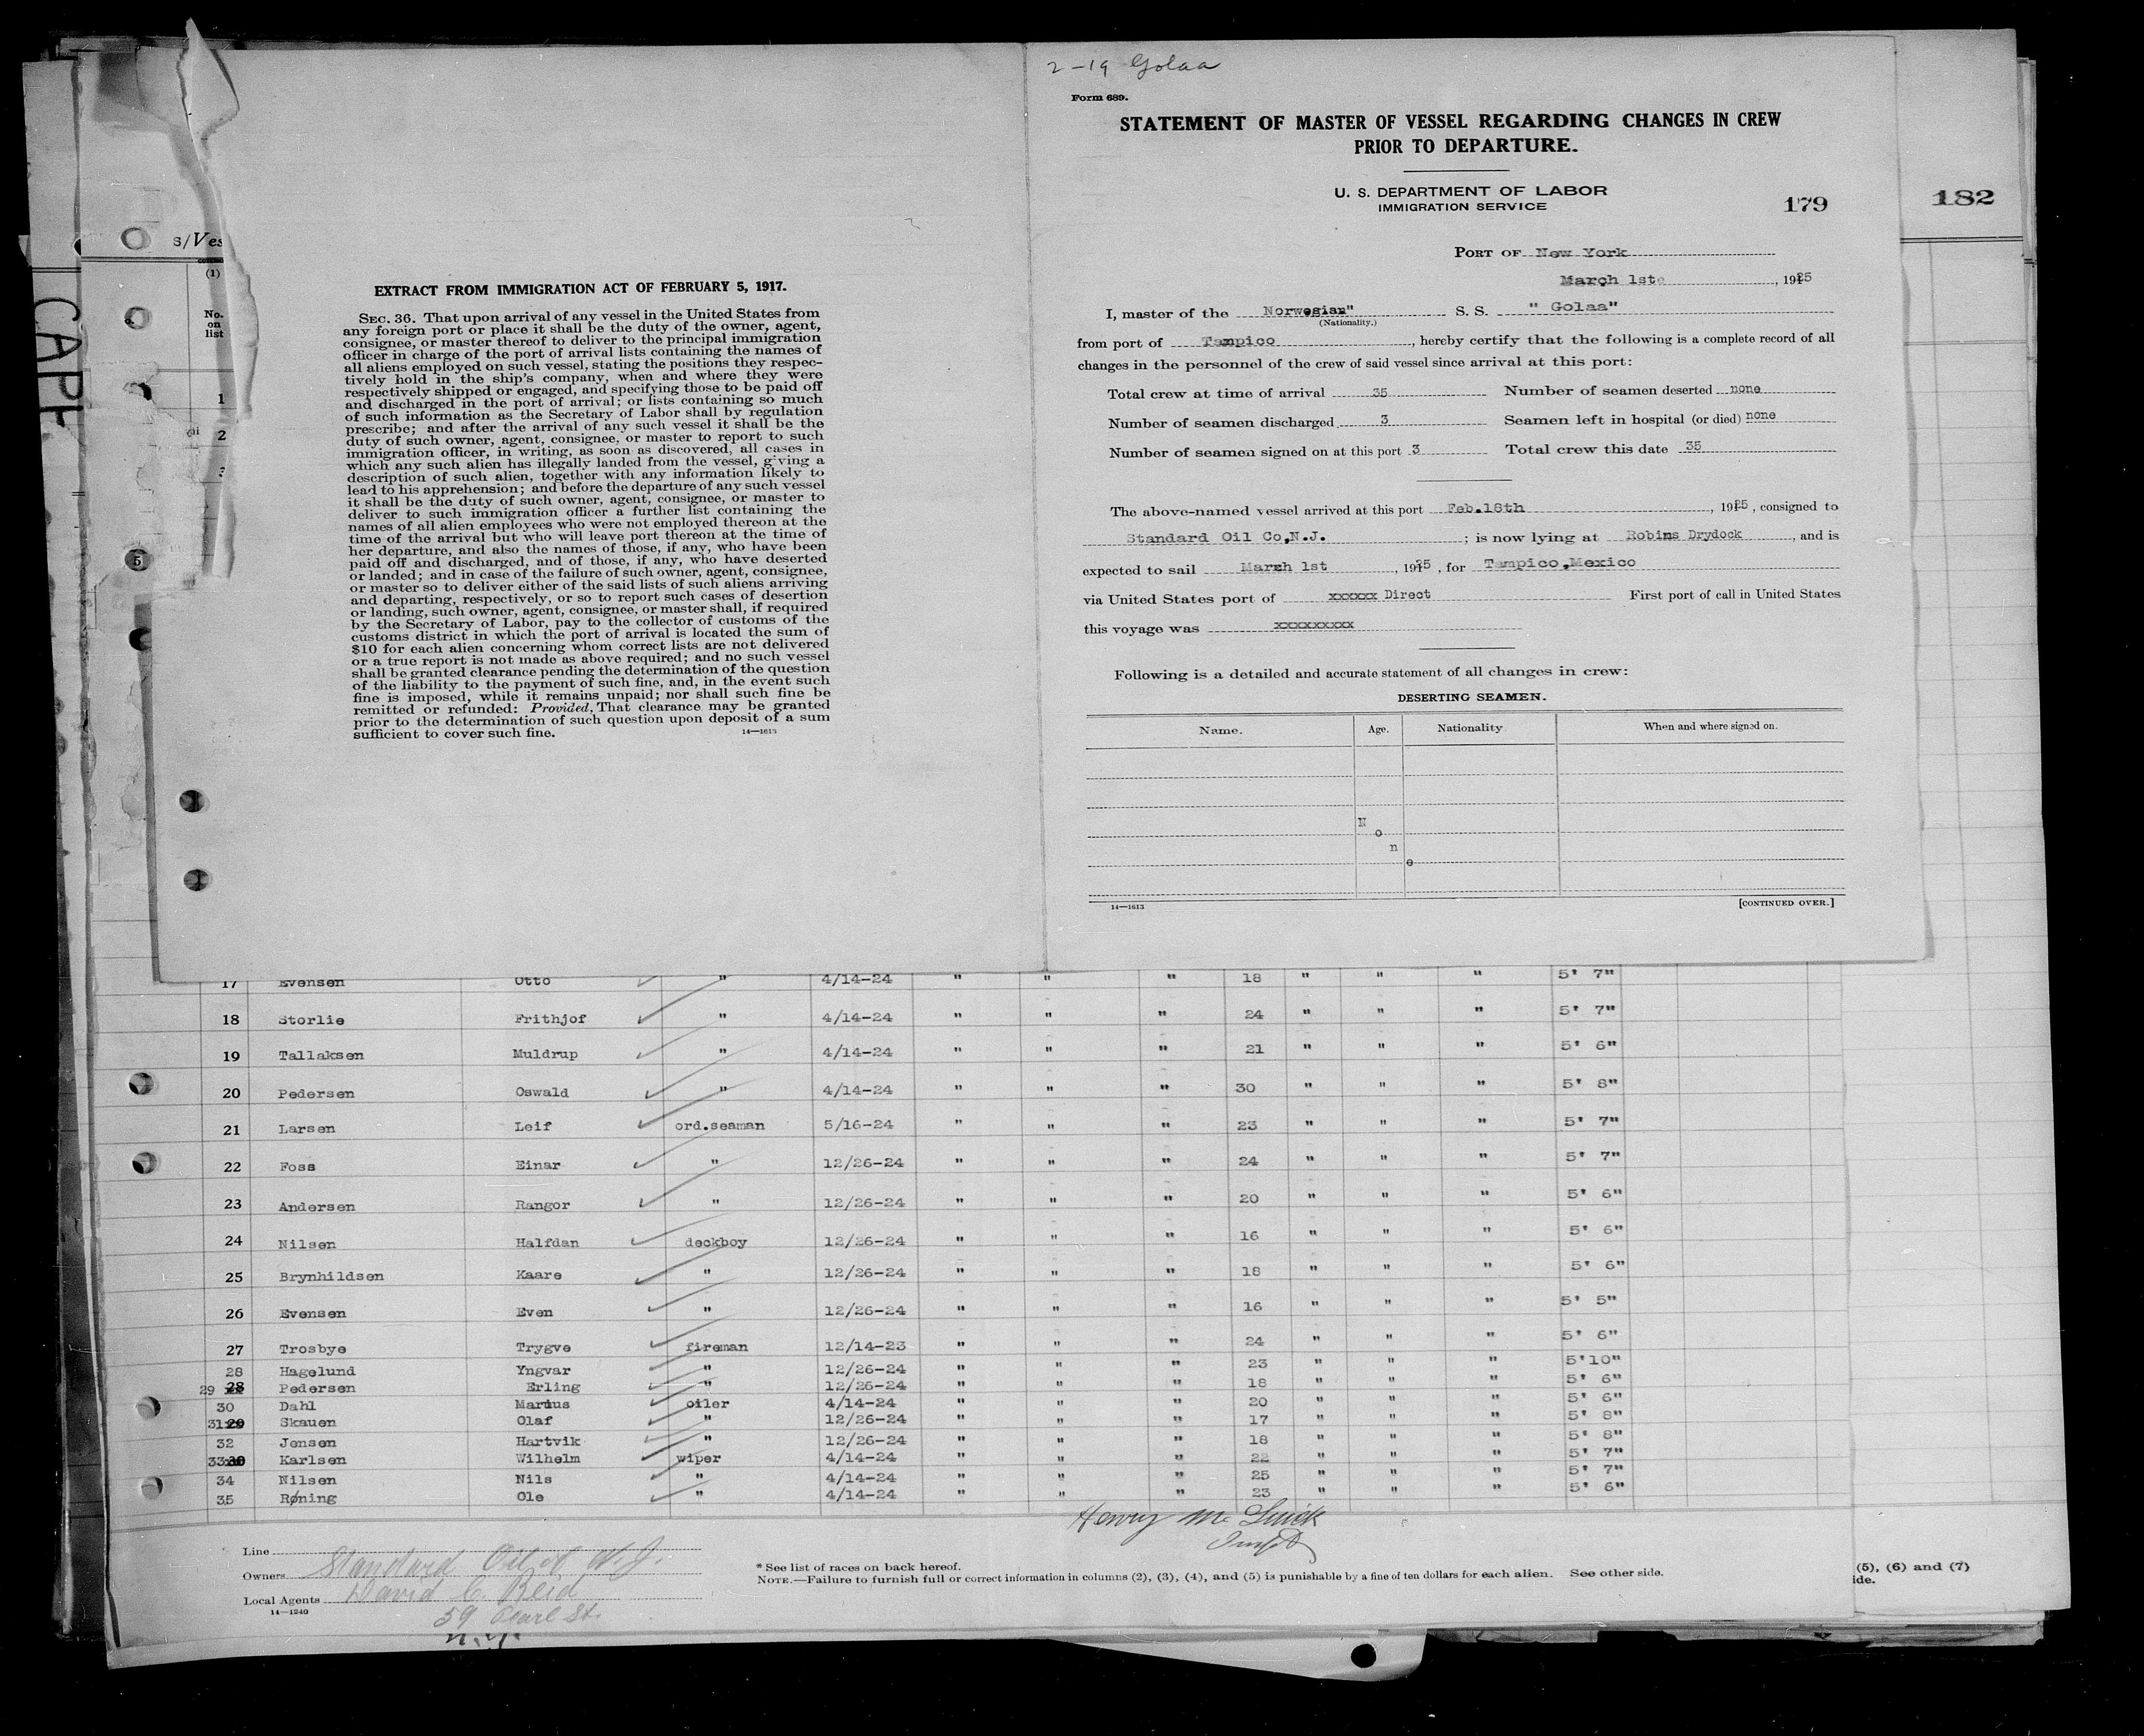 2-19 Golaa
Form 689.
STATEMENT OF MASTER OF VESSEL REGARDING CHANGES IN CREW
PRIOR TO DEPARTURE.
U. S. DEPARTMENT OF LABOR
IMMIGRATION SERVICE
179
182
PORT OF New York
March 1st, 1925
I, master of the Norwegian" S. S. " Golaa"
(Nationality.)
from port of Tampico, hereby certify that the following is a complete record of all
changes in the personnel of the crew of said vessel since arrival at this port:
Total crew at time of arrival 35 Number of seamen deserted none
Number of seamen discharged 3 Seamen left in hospital (or died) none
Number of seamen signed on at this port 3 Total crew this date 35
The above-named vessel arrived at this port Feb.18th, 1925, consigned to
Standard Oil Co,N.J. ; is now lying at Robins Drydock, and is
expected to sail March 1st, 1925, for Tampico,Mexico
via United States port of xxxxxx Direct First port of call in United States
this voyage was xxxxxxxxxx
Following is a detailed and accurate statement of all changes in crew:
DESERTING SEAMEN.
Name. Age. Nationality. When and where signed on.
N
o
n
e
14—1613 [CONTINUED OVER.]
EXTRACT FROM IMMIGRATION ACT OF FEBRUARY 5, 1917.
SEC. 36. That upon arrival of any vessel in the United States from
any foreign port or place it shall be the duty of the owner, agent,
consignee, or master thereof to deliver to the principal immigration
officer in charge of the port of arrival lists containing the names of
all aliens employed on such vessel, stating the positions they respec-
tively hold in the ship's company, when and where they were
respectively shipped or engaged, and specifying those to be paid off
and discharged in the port of arrival; or lists containing so much
of such information as the Secretary of Labor shall by regulation
prescribe; and after the arrival of any such vessel it shall be the
duty of such owner, agent, consignee, or master to report to such
immigration officer, in writing, as soon as discovered, all cases in
which any such alien has illegally landed from the vessel, giving a
description of such alien, together with any information likely to
lead to his apprehension; and before the departure of any such vessel
it shall be the duty of such owner, agent, consignee, or master to
deliver to such immigration officer a further list containing the
names of all alien employees who were not employed thereon at the
time of the arrival but who will leave port thereon at the time of
her departure, and also the names of those, if any, who have been
paid off and discharged, and of those, if any, who have deserted
or landed; and in case of the failure of such owner, agent, consignee,
or master so to deliver either of the said lists of such aliens arriving
and departing, respectively, or so to report such cases of desertion
or landing, such owner, agent, consignee, or master shall, if required
by the Secretary of Labor, pay to the collector of customs of the
customs district in which the port of arrival is located the sum of
$10 for each alien concerning whom correct lists are not delivered
or a true report is not made as above required; and no such vessel
shall be granted clearance pending the determination of the question
of the liability to the payment of such fine, and, in the event such
fine is imposed, while it remains unpaid; nor shall such fine be
remitted or refunded: Provided, That clearance may be granted
prior to the determination of such question upon deposit of a sum
sufficient to cover such fine. 14—1613
s/Ves
(1)
No.
on
list
1
2
3
5
17 Evensen Otto " 4/14-24 " " " 18 " " " 5' 7"
18 Storlie Frithjof " 4/14-24 " " " 24 " " " 5' 7"
19 Tallaksen Muldrup " 4/14-24 " " " 21 " " " 5' 6"
20 Pedersen Oswald " 4/14-24 " " " 30 " " " 5' 8"
21 Larsen Leif ord.seaman 5/16-24 " " " 23 " " " 5' 7"
22 Foss Einar " 12/26-24 " " " 24 " " " 5' 7"
23 Andersen Rangor " 12/26-24 " " " 20 " " " 5' 6"
24 Nilsen Halfdan deckboy 12/26-24 " " " 16 " " " 5' 6"
25 Brynhildsen Kaare " 12/26-24 " " " 18 " " " 5' 6"
26 Evensen Even " 12/26-24 " " " 16 " " " 5' 5"
27 Trosbye Trygve fireman 12/14-23 " " " 24 " " " 5' 6"
28 Hagelund Yngvar " 12/26-24 " " " 23 " " " 5'10"
29 28 Pedersen Erling " 12/26-24 " " " 18 " " " 5' 6"
30 Dahl Marius oiler 4/14-24 " " " 20 " " " 5' 6"
31 29 Skauen Olaf " 12/26-24 " " " 17 " " " 5' 8"
32 Jensen Hartvik " 12/26-24 " " " 18 " " " 5' 8"
33 30 Karlsen Wilhelm wiper 4/14-24 " " " 22 " " " 5' 7"
34 Nilsen Nils " 4/14-24 " " " 25 " " " 5' 7"
35 Røning Ole " 4/14-24 " " " 23 " " " 5' 6"
Line
Owners Standard Oil of N.J.
Local Agents David C. Reid
14—1240 59 Pearl St.
N.Y.
* See list of races on back hereof.
NOTE.—Failure to furnish full or correct information in columns (2), (3), (4), and (5) is punishable by a fine of ten dollars for each alien. See other side.
(5), (6) and (7)
ide.